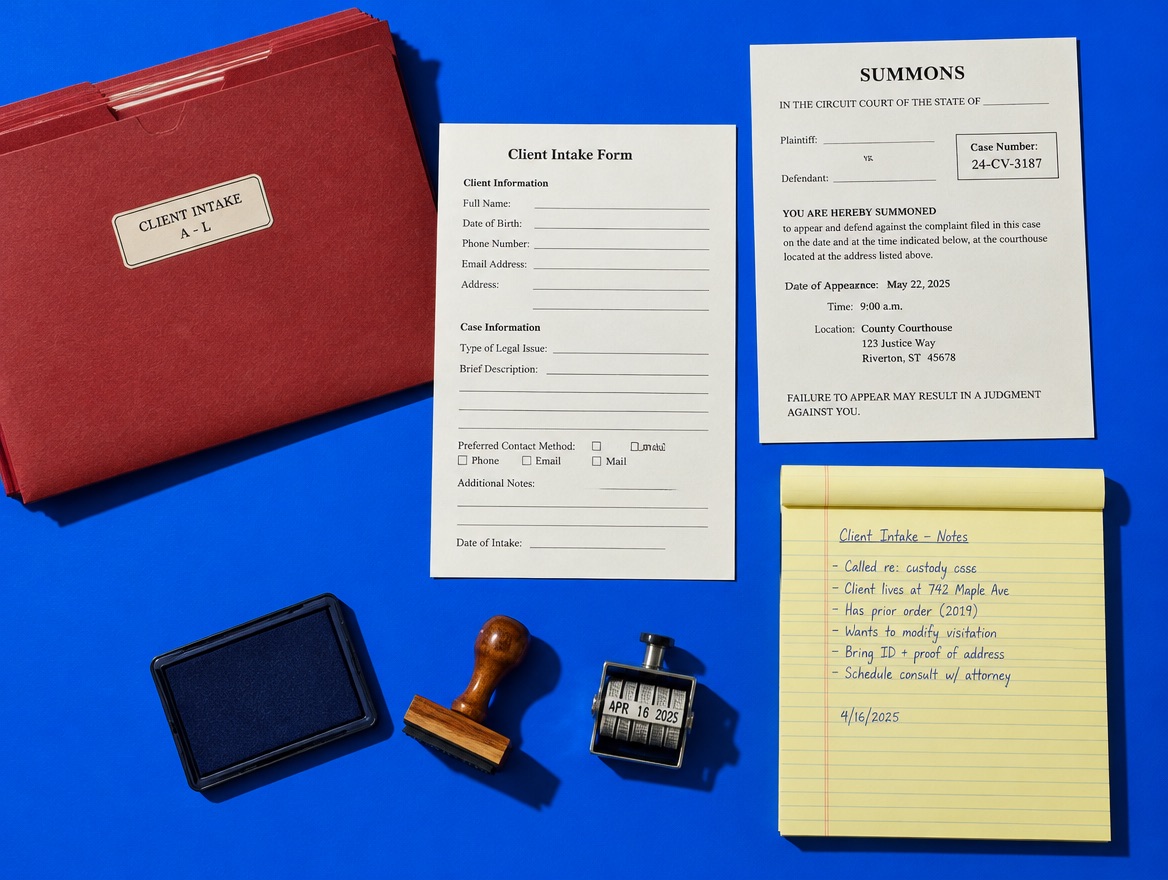 CLIENT INTAKE
A - L
Client Intake Form
Client Information
Full Name:
Date of Birth:
Phone Number:
Email Address:
Address:
Case Information
Type of Legal Issue:
Brief Description:
Preferred Contact Method:
Phone Email Mail
Additional Notes:
Date of Intake:
SUMMONS
IN THE CIRCUIT COURT OF THE STATE OF
Plaintiff:
Defendant:
Case Number:
24-CV-3187
YOU ARE HEREBY SUMMONED
to appear and defend against the complaint filed in this case
on the date and at the time indicated below, at the courthouse
located at the address listed above.
Date of Appearnce: May 22, 2025
Time: 9:00 a.m.
Location: County Courthouse
123 Justice Way
Riverton, ST 45678
FAILURE TO APPEAR MAY RESULT IN A JUDGMENT
AGAINST YOU.
Client Intake – Notes
- Called re: custody csse
- Client lives at 742 Maple Ave
- Has prior order (2019)
- Wants to modify visitation
- Bring ID + proof of address
- Schedule consult w/ attorney
4/16/2025
APR 16 2025